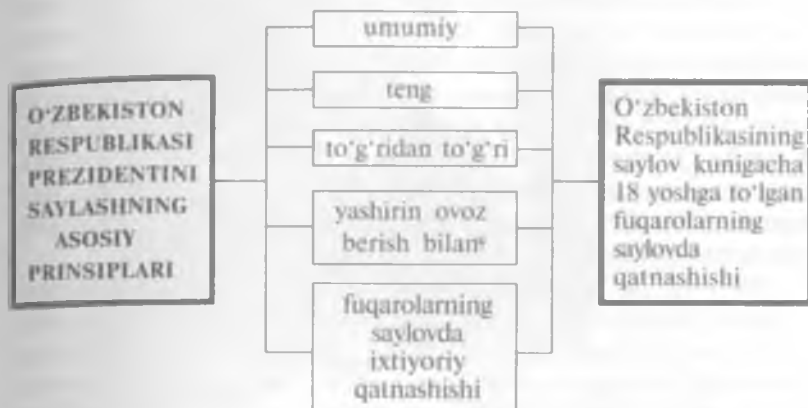 O'ZBEKISTON
RESPUBLIKASI
PREZIDENTINI
SAYLASHNING
ASOSIY
PRINSIPLARI
umumiy
teng
to'g'ridan to'g'ri
yashirin ovoz
berish bilan
fuqarolarning
saylovda
ixtiyoriy
qatnashishi
O'zbekiston
Respublikasining
saylov kunigacha
18 yoshga to'lgan
fuqarolarning
saylovda
qatnashishi